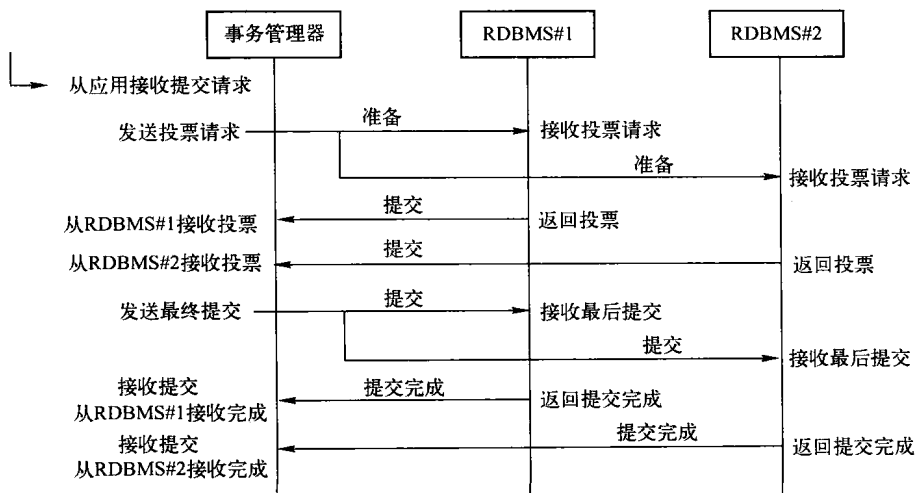 事务管理器
RDBMS#1
RDBMS#2
从应用接收提交请求
发送投票请求
准备
接收投票请求
准备
接收投票请求
从RDBMS#1接收投票
提交
返回投票
从RDBMS#2接收投票
提交
返回投票
发送最终提交
提交
接收最后提交
提交
接收最后提交
接收提交
从RDBMS#1接收完成
提交完成
返回提交完成
接收提交
从RDBMS#2接收完成
提交完成
返回提交完成